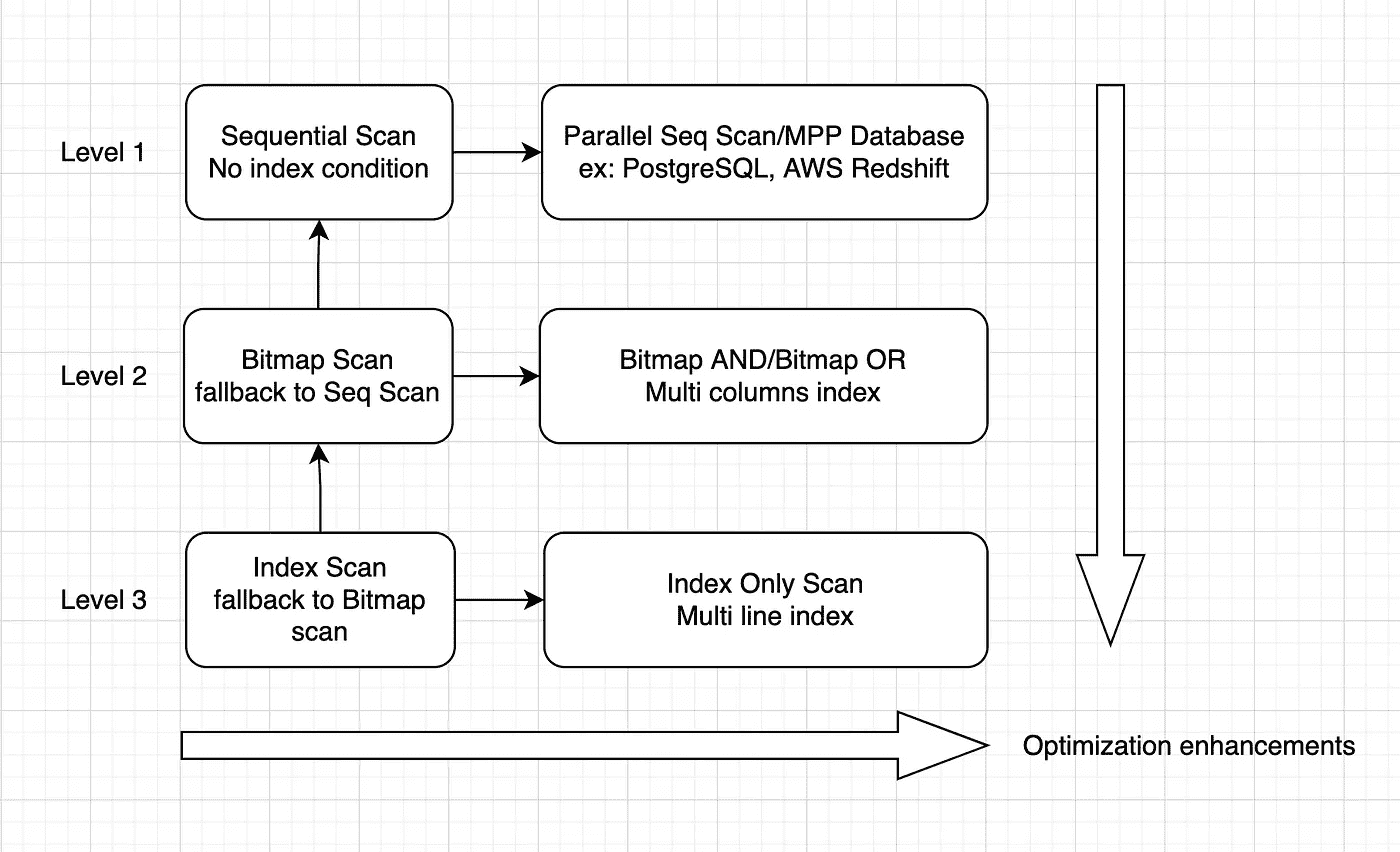 Level 1
Sequential Scan
No index condition
Parallel Seq Scan/MPP Database
ex: PostgreSQL, AWS Redshift
Level 2
Bitmap Scan
fallback to Seq Scan
Bitmap AND/Bitmap OR
Multi columns index
Level 3
Index Scan
fallback to Bitmap
scan
Index Only Scan
Multi line index
Optimization enhancements